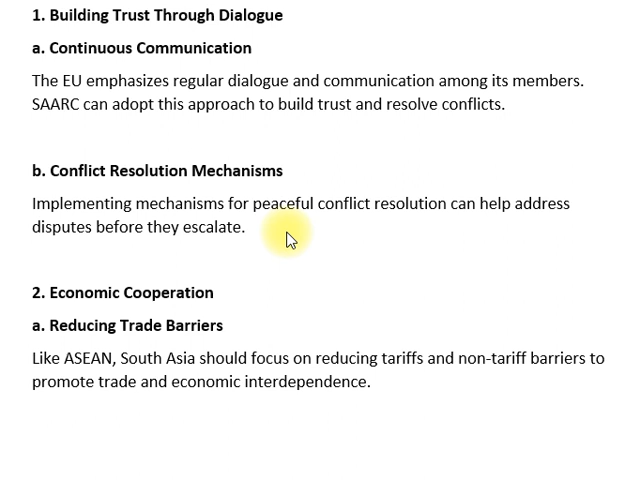 1. Building Trust Through Dialogue
a. Continuous Communication
The EU emphasizes regular dialogue and communication among its members.
SAARC can adopt this approach to build trust and resolve conflicts.
b. Conflict Resolution Mechanisms
Implementing mechanisms for peaceful conflict resolution can help address
disputes before they escalate.
2. Economic Cooperation
a. Reducing Trade Barriers
Like ASEAN, South Asia should focus on reducing tariffs and non-tariff barriers to
promote trade and economic interdependence.